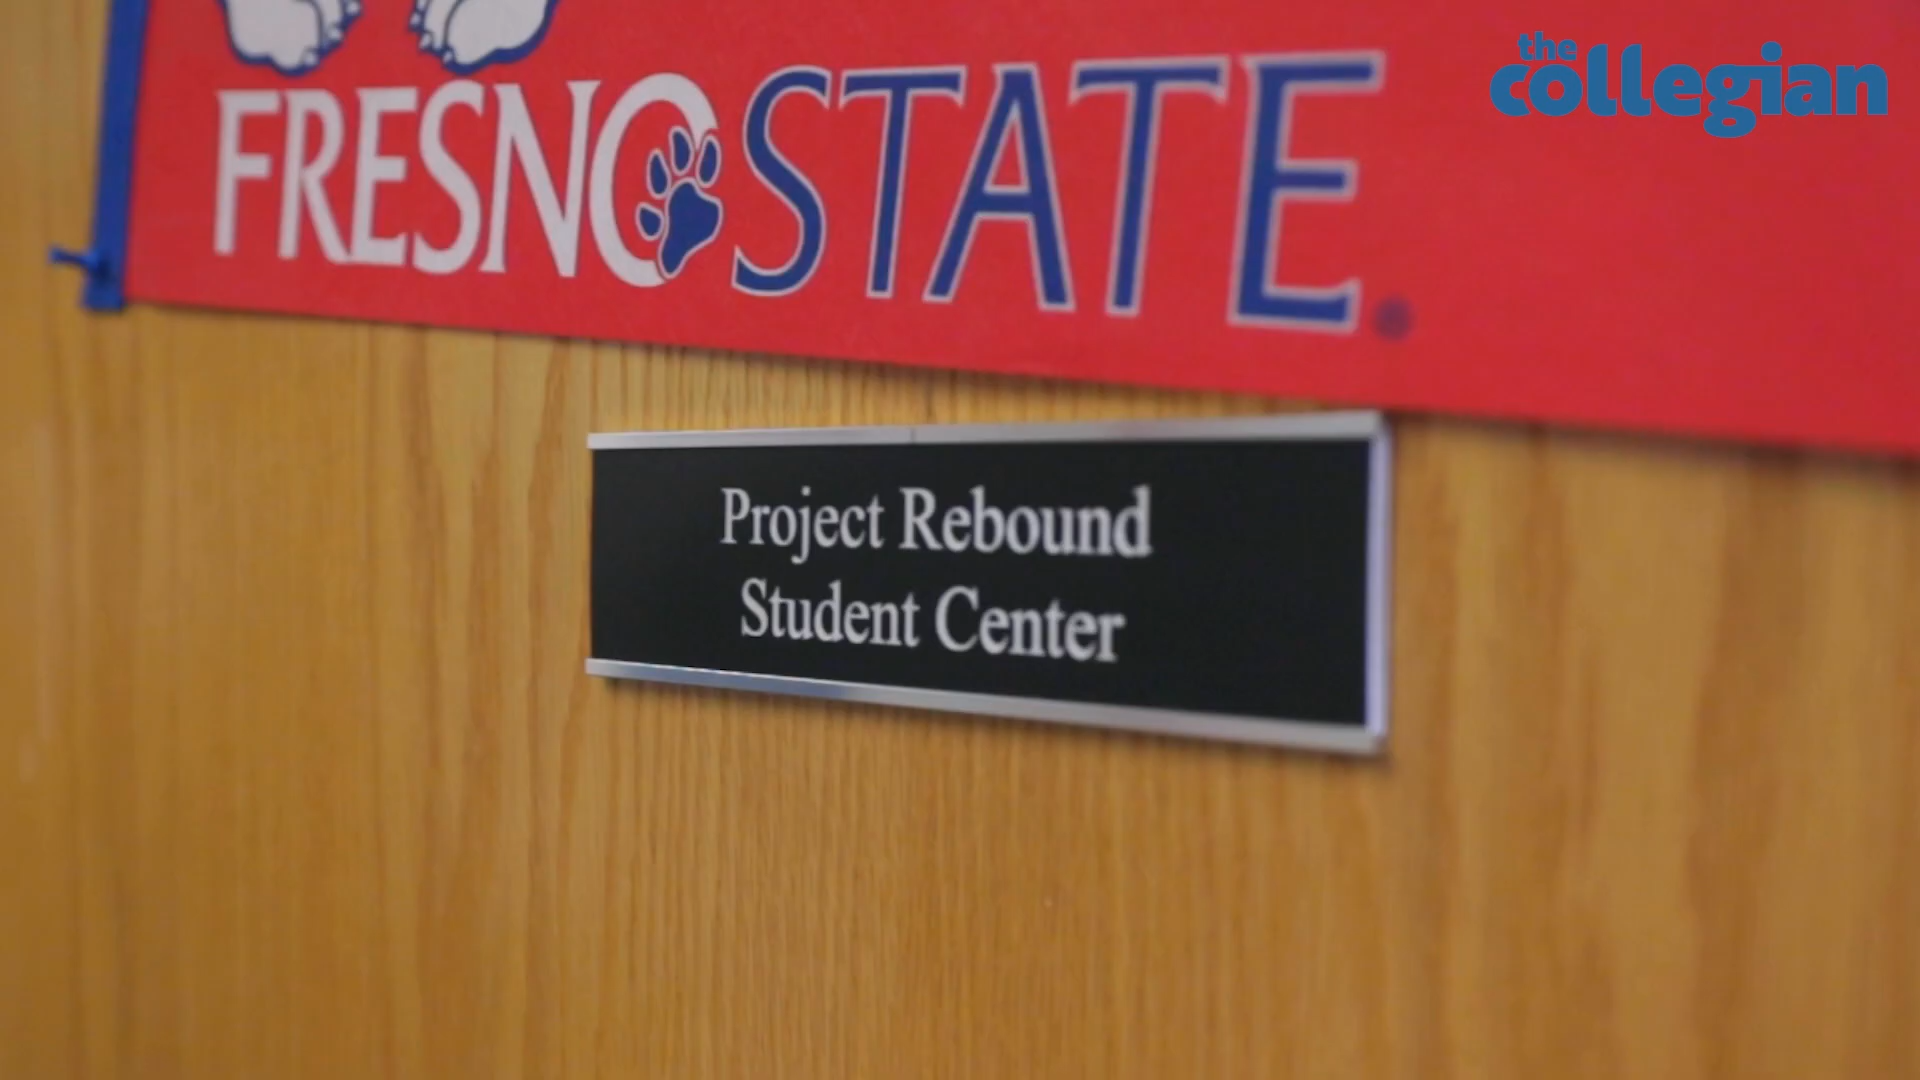 the
collegian
FRESNO STATE
Project Rebound
Student Center